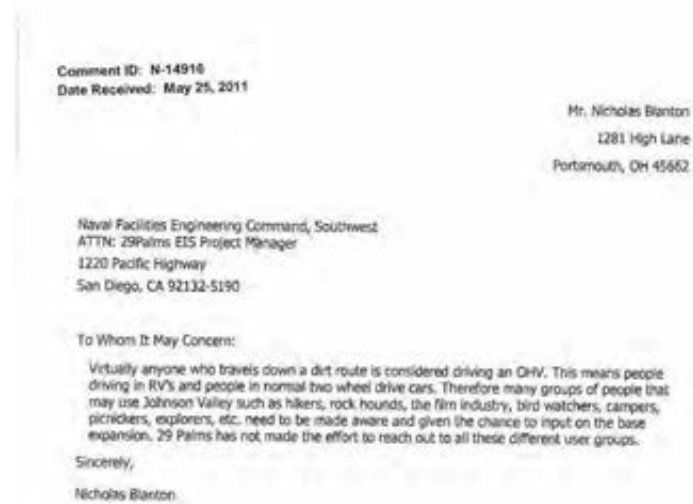 Comment ID: N-14916
Date Received: May 25, 2011
Mr. Nicholas Blanton
1281 High Lane
Portsmouth, OH 45662
Naval Facilities Engineering Command, Southwest
ATTN: 29Palms EIS Project Manager
1220 Pacific Highway
San Diego, CA 92132-5190
To Whom It May Concern:
Virtually anyone who travels down a dirt route is considered driving an OHV. This means people
driving in RV's and people in normal two wheel drive cars. Therefore many groups of people that
may use Johnson Valley such as hikers, rock hounds, the film industry, bird watchers, campers,
picnickers, explorers, etc. need to be made aware and given the chance to input on the base
expansion. 29 Palms has not made the effort to reach out to all these different user groups.
Sincerely,
Nicholas Blanton